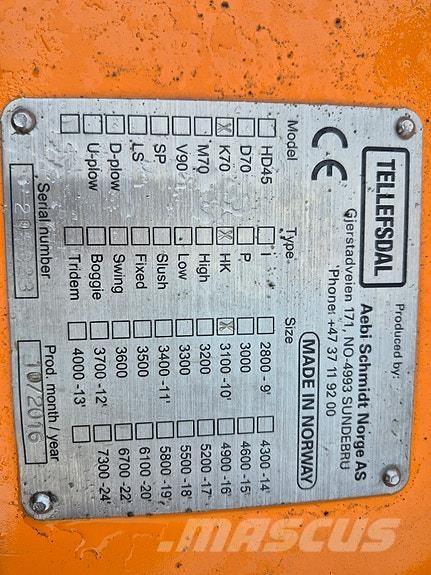 Produced by:
TELLEFSDAL
Aebi Schmidt Norge AS
Gjerstadveien 171, NO-4993 SUNDEBRU
Phone: +47 37 11 92 00
CE
MADE IN NORWAY
Model Type Size
HD45 I 2800 - 9' 4300 -14'
D70 P 3000 4600 -15'
X K70 X HK X 3100 -10' 4900 -16'
M70 High 3200 5200 -17'
V90 Low 3300 5500 -18'
SP Slush 3400 -11' 5800 -19'
LS Fixed 3500 6100 -20'
D-plow Swing 3600 6700 -22'
U-plow Boggie 3700 -12' 7300 -24'
Tridem 4000 -13'
Serial number Prod. month / year
10/2016
MASCUS